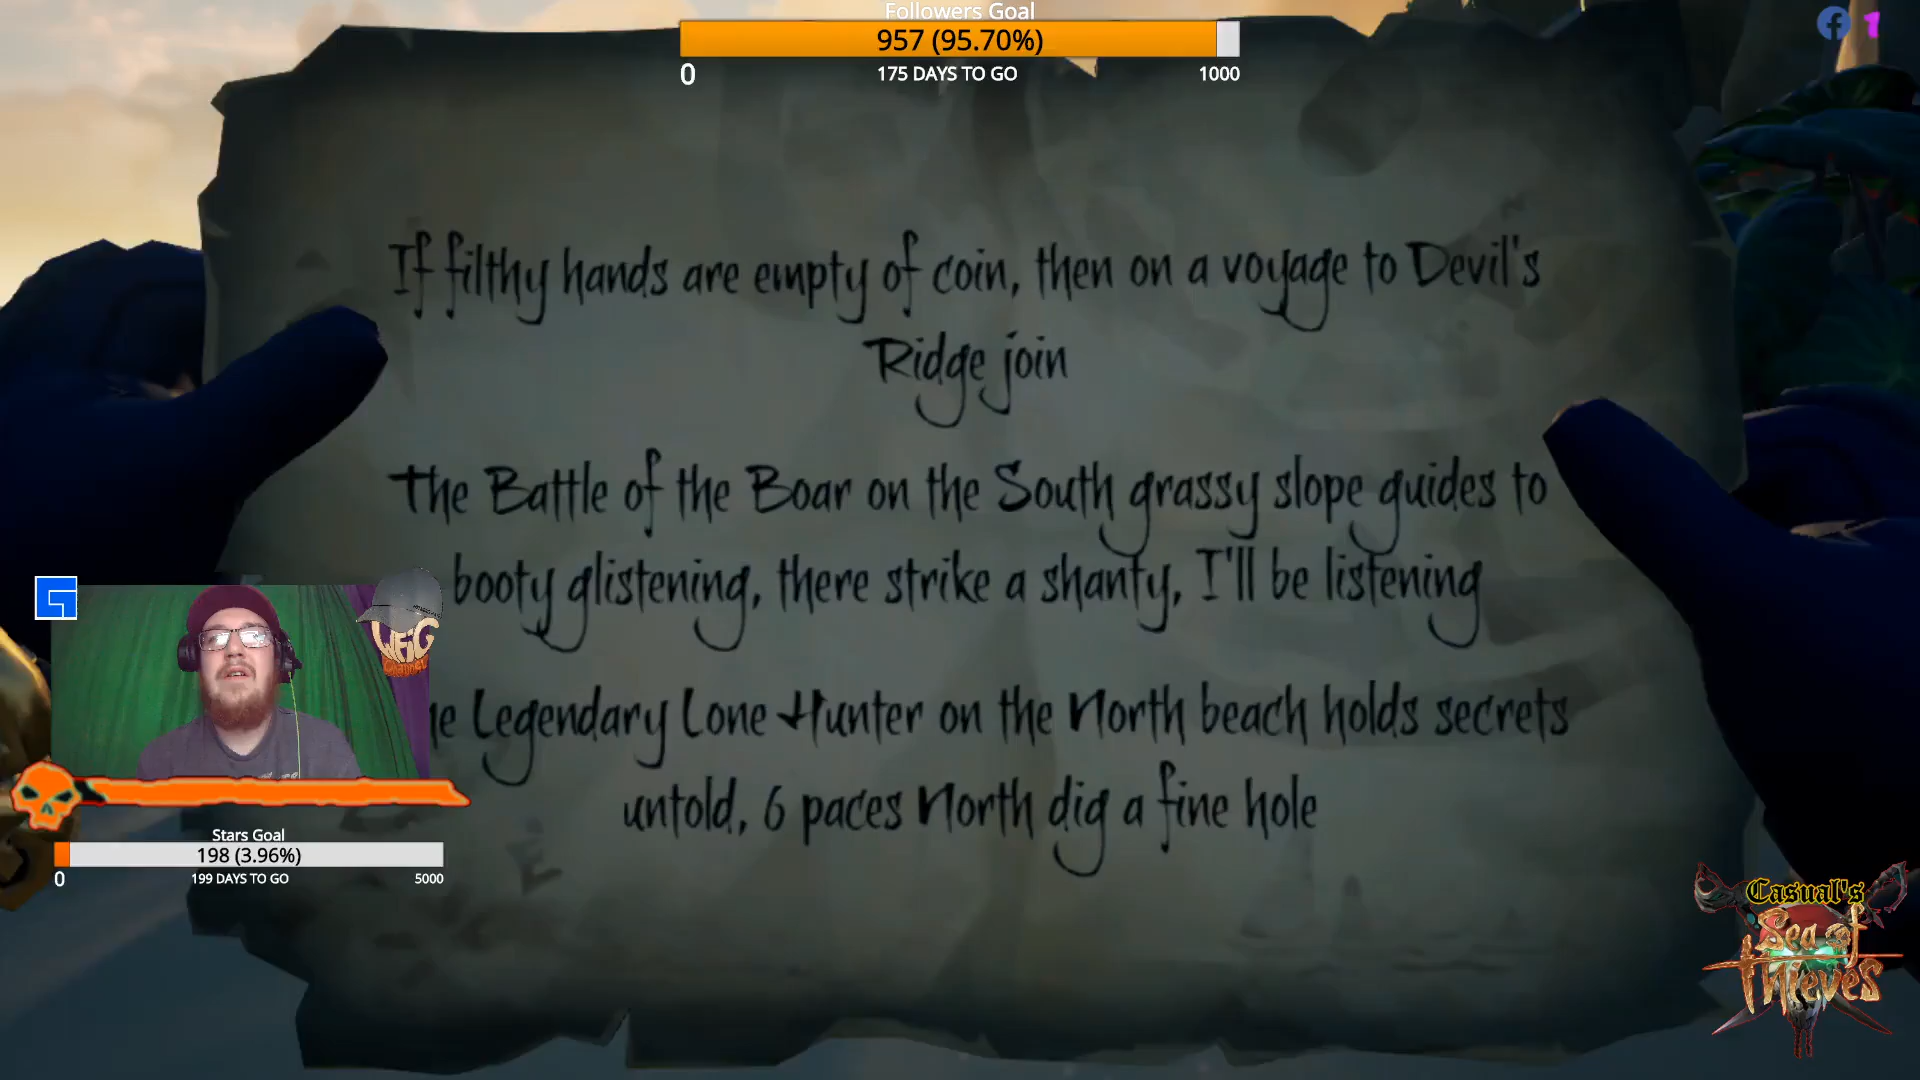 Followers Goal
957 (95.70%)
0 175 DAYS TO GO 1000
1
If filthy hands are empty of coin, then on a voyage to Devil's
Ridge join
The Battle of the Boar on the South grassy slope guides to
booty glistening, there strike a shanty, I'll be listening
Legendary Lone Hunter on the North beach holds secrets
untold, 6 paces North dig a fine hole
WFiG
Channel
Stars Goal
198 (3.96%)
0 199 DAYS TO GO 5000
Casual's
Sea of
Thieves